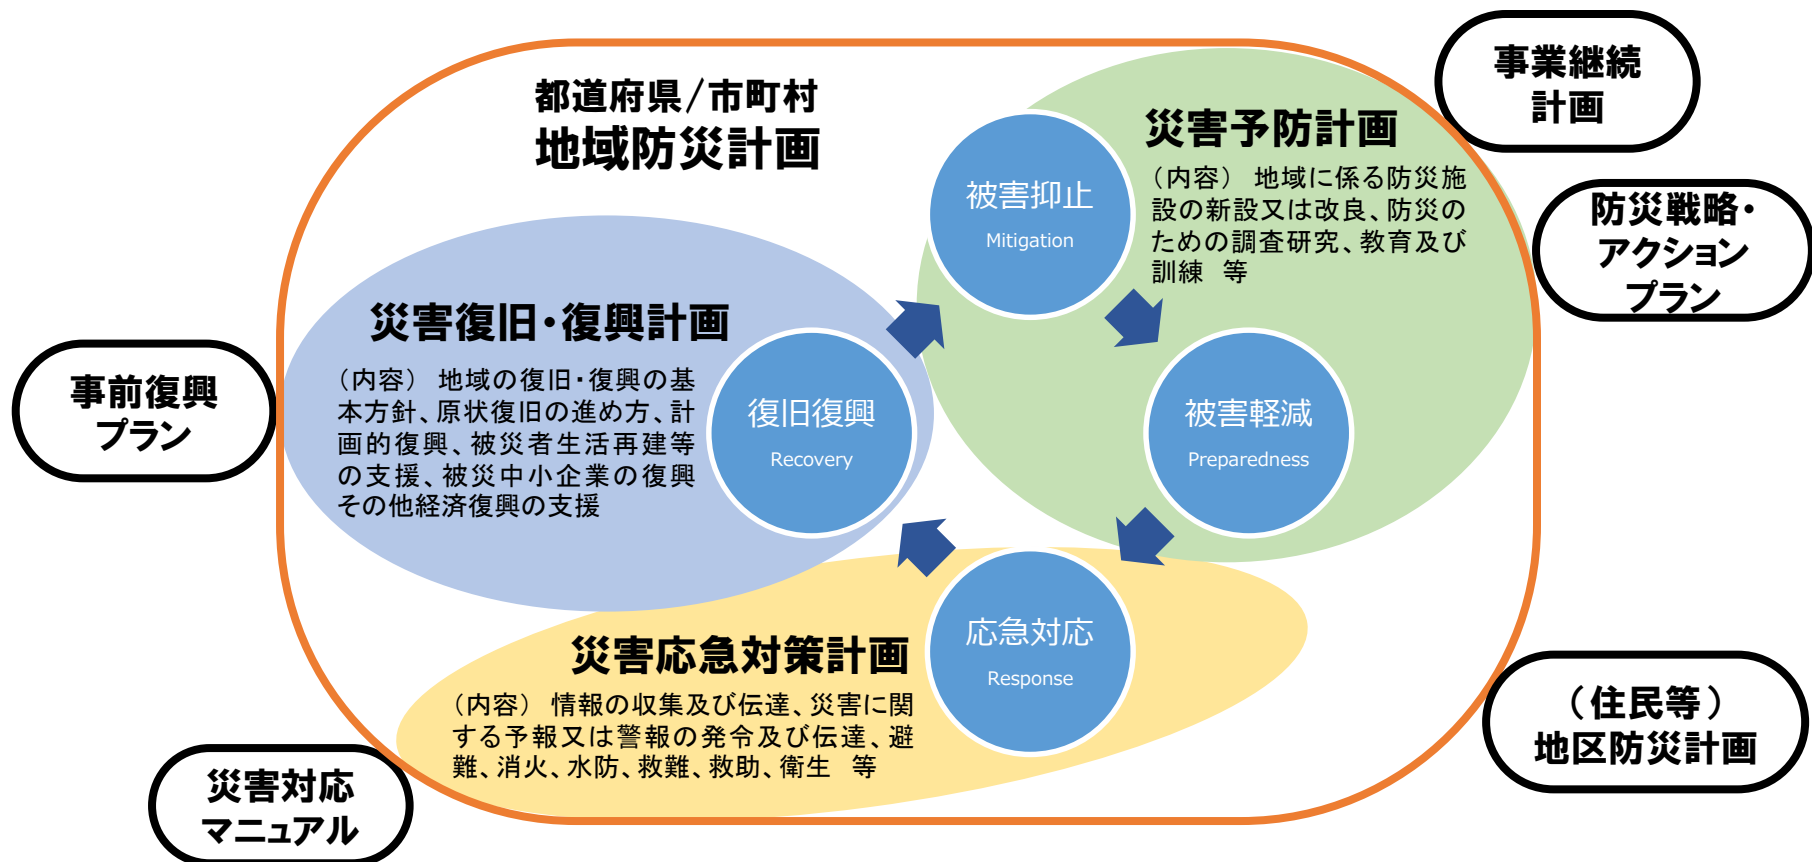 都道府県/市町村
地域防災計画
事業継続
計画
災害予防計画
（内容） 地域に係る防災施
設の新設又は改良、防災の
ための調査研究、教育及び
訓練　等
被害抑止
Mitigation
防災戦略・
アクション
プラン
災害復旧・復興計画
（内容） 地域の復旧・復興の基
本方針、原状復旧の進め方、計
画的復興、被災者生活再建等
の支援、被災中小企業の復興
その他経済復興の支援
復旧復興
Recovery
被害軽減
Preparedness
事前復興
プラン
災害応急対策計画
（内容） 情報の収集及び伝達、災害に関
する予報又は警報の発令及び伝達、避
難、消火、水防、救難、救助、衛生　等
応急対応
Response
（住民等）
地区防災計画
災害対応
マニュアル